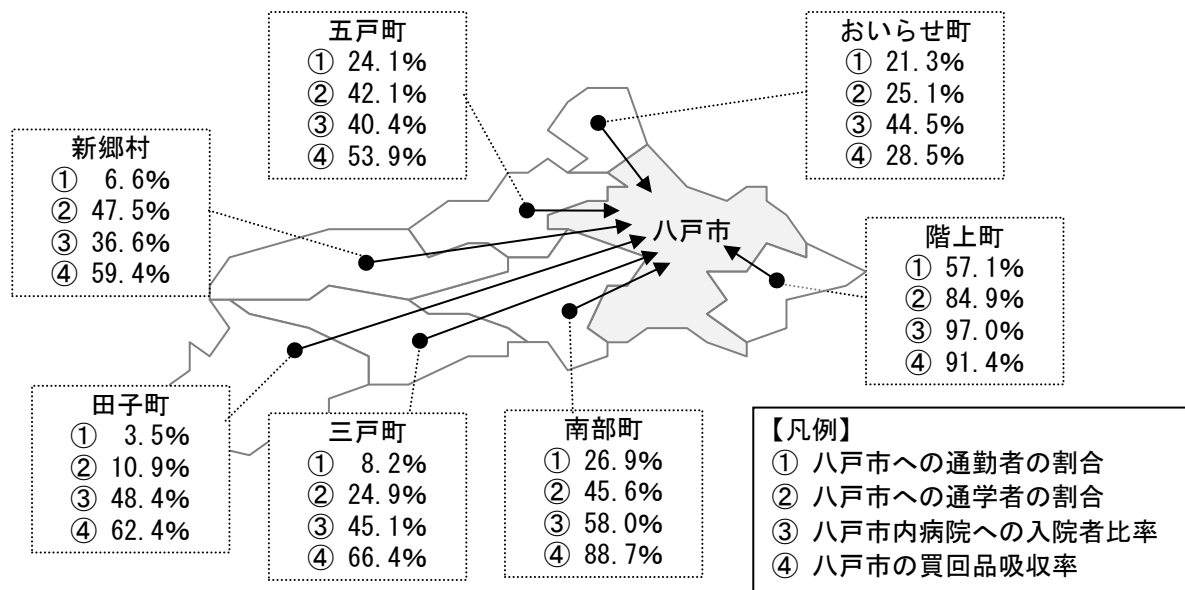 五戸町
① 24.1%
② 42.1%
③ 40.4%
④ 53.9%
おいらせ町
① 21.3%
② 25.1%
③ 44.5%
④ 28.5%
新郷村
① 6.6%
② 47.5%
③ 36.6%
④ 59.4%
八戸市
階上町
① 57.1%
② 84.9%
③ 97.0%
④ 91.4%
田子町
① 3.5%
② 10.9%
③ 48.4%
④ 62.4%
三戸町
① 8.2%
② 24.9%
③ 45.1%
④ 66.4%
南部町
① 26.9%
② 45.6%
③ 58.0%
④ 88.7%
【凡例】
① 八戸市への通勤者の割合
② 八戸市への通学者の割合
③ 八戸市内病院への入院者比率
④ 八戸市の買回品吸収率